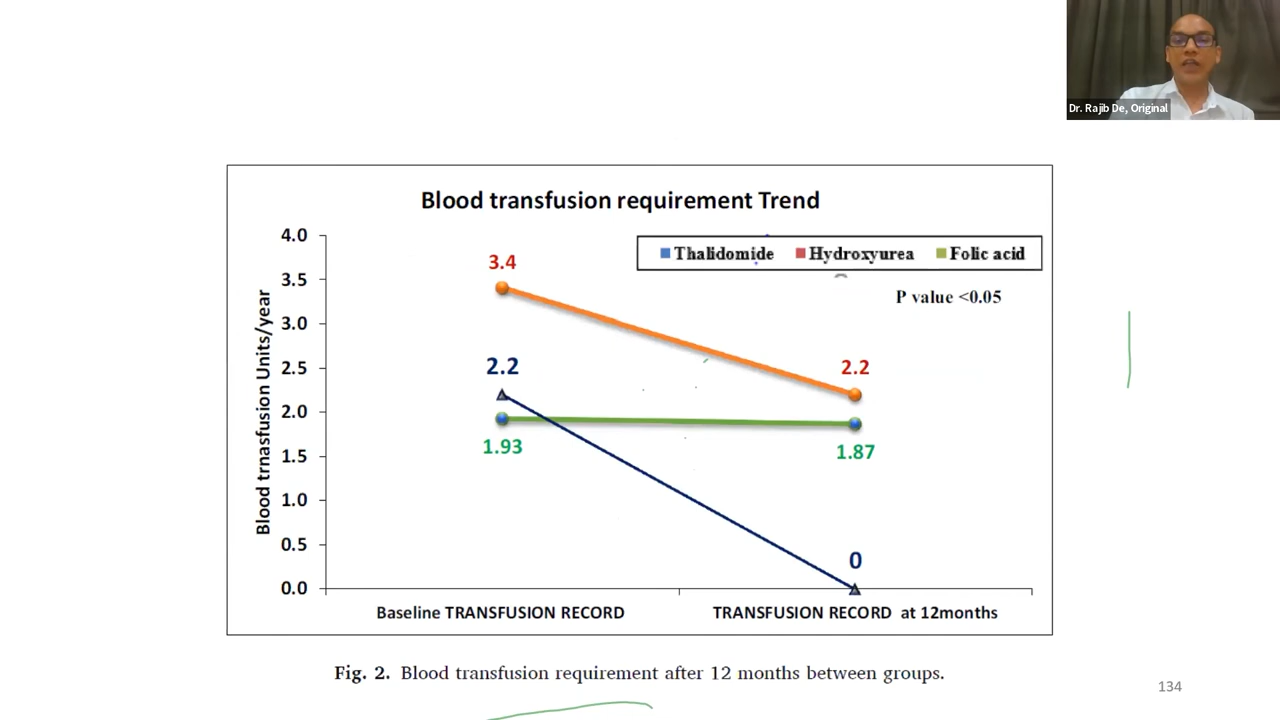 Dr. Rajib De, Original
Blood transfusion requirement Trend
Thalidomide Hydroxyurea Folic acid
P value <0.05
Blood trnasfusion Units/year
4.0
3.5
3.0
2.5
2.0
1.5
1.0
0.5
0.0
3.4
2.2
1.93
2.2
1.87
0
Baseline TRANSFUSION RECORD
TRANSFUSION RECORD at 12months
Fig. 2. Blood transfusion requirement after 12 months between groups.
134